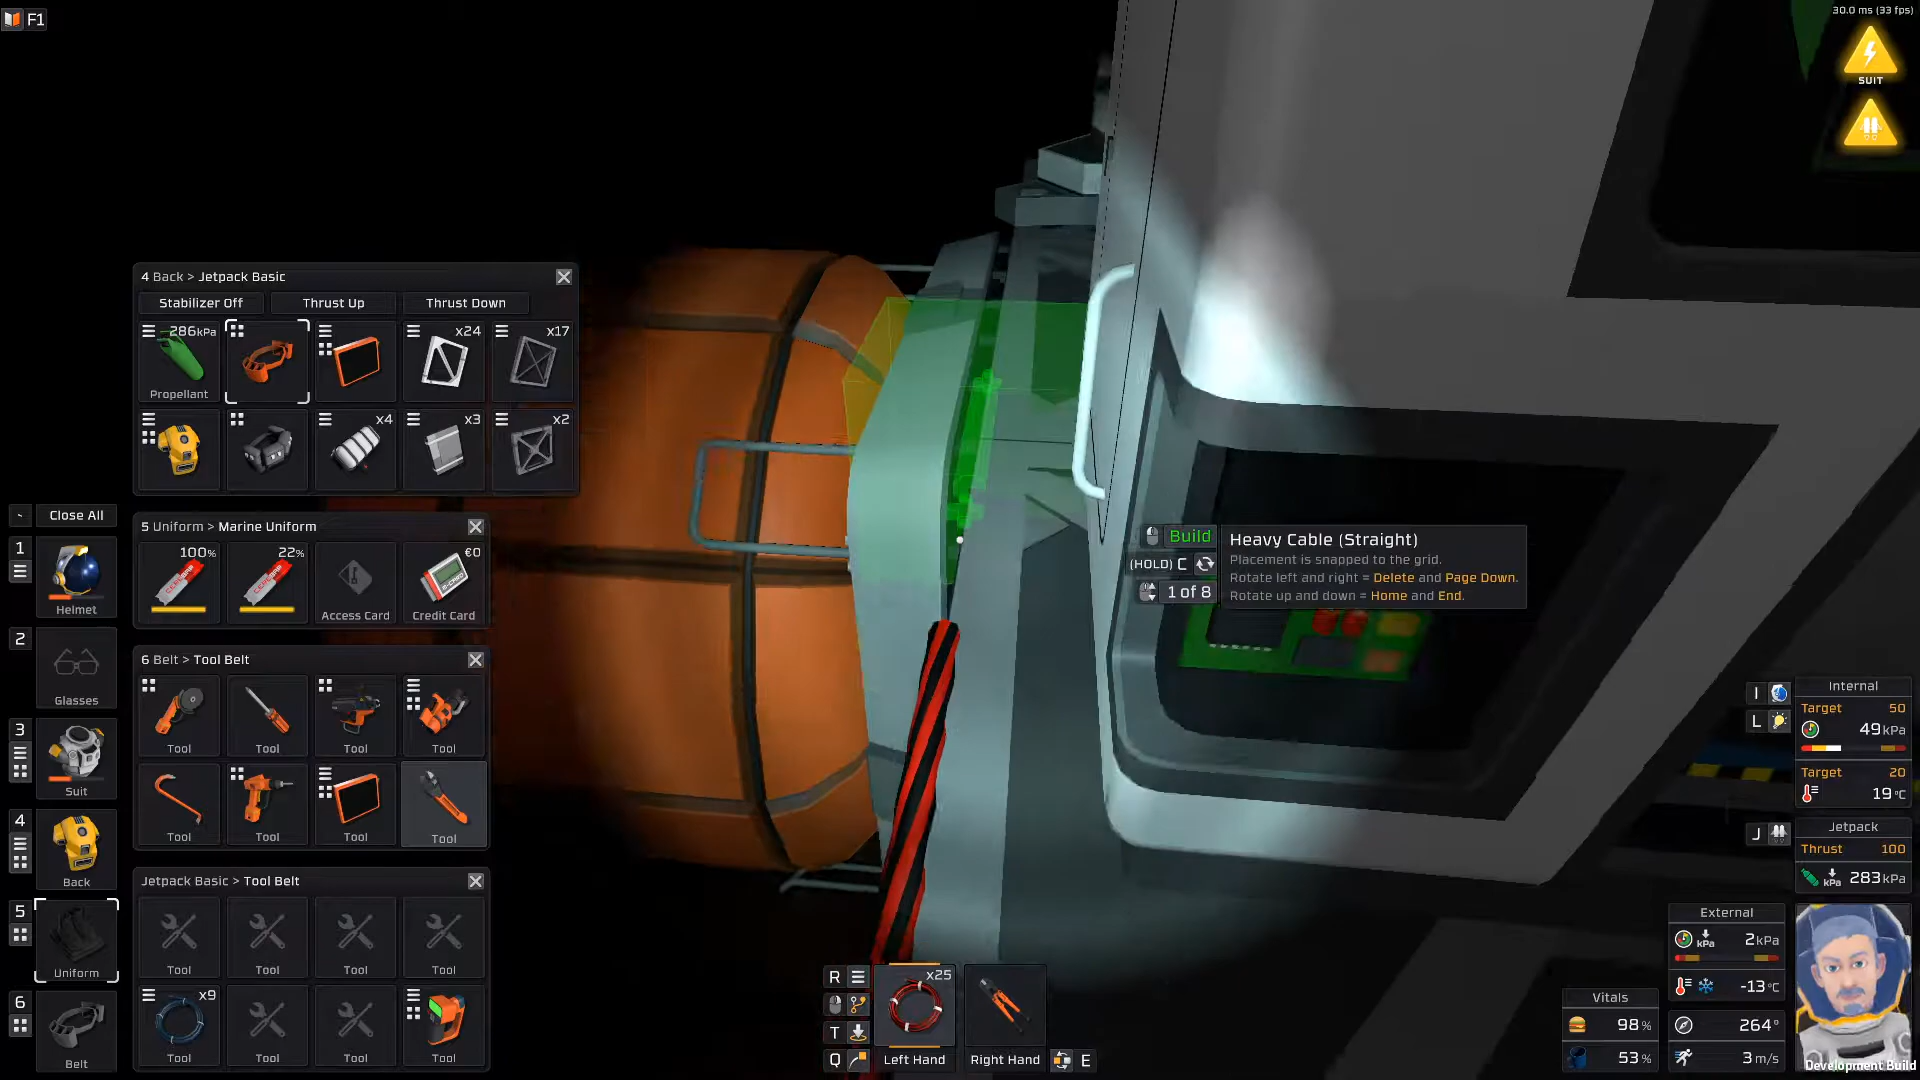 F1
30.0 ms (33 fps)
SUIT
4 Back > Jetpack Basic
Stabilizer Off
Thrust Up
Thrust Down
286kPa
x24
x17
Propellant
x4
x3
x2
5 Uniform > Marine Uniform
100%
22%
€0
Access Card
Credit Card
6 Belt > Tool Belt
Tool
Tool
Tool
Tool
Tool
Tool
Tool
Tool
Jetpack Basic > Tool Belt
Tool
Tool
Tool
Tool
x9
Tool
Tool
Tool
Tool
~
Close All
1
Helmet
2
Glasses
3
Suit
4
Back
5
Uniform
6
Belt
Build
(HOLD) C
1 of 8
Heavy Cable (Straight)
Placement is snapped to the grid.
Rotate left and right = Delete and Page Down.
Rotate up and down = Home and End.
R
T
Q
x25
Left Hand
Right Hand
E
I
L
Internal
Target 50
49kPa
Target 20
19°C
J
Jetpack
Thrust 100
kPa 283kPa
External
kPa 2kPa
-13°C
264°
3m/s
Vitals
98%
53%
Development Build